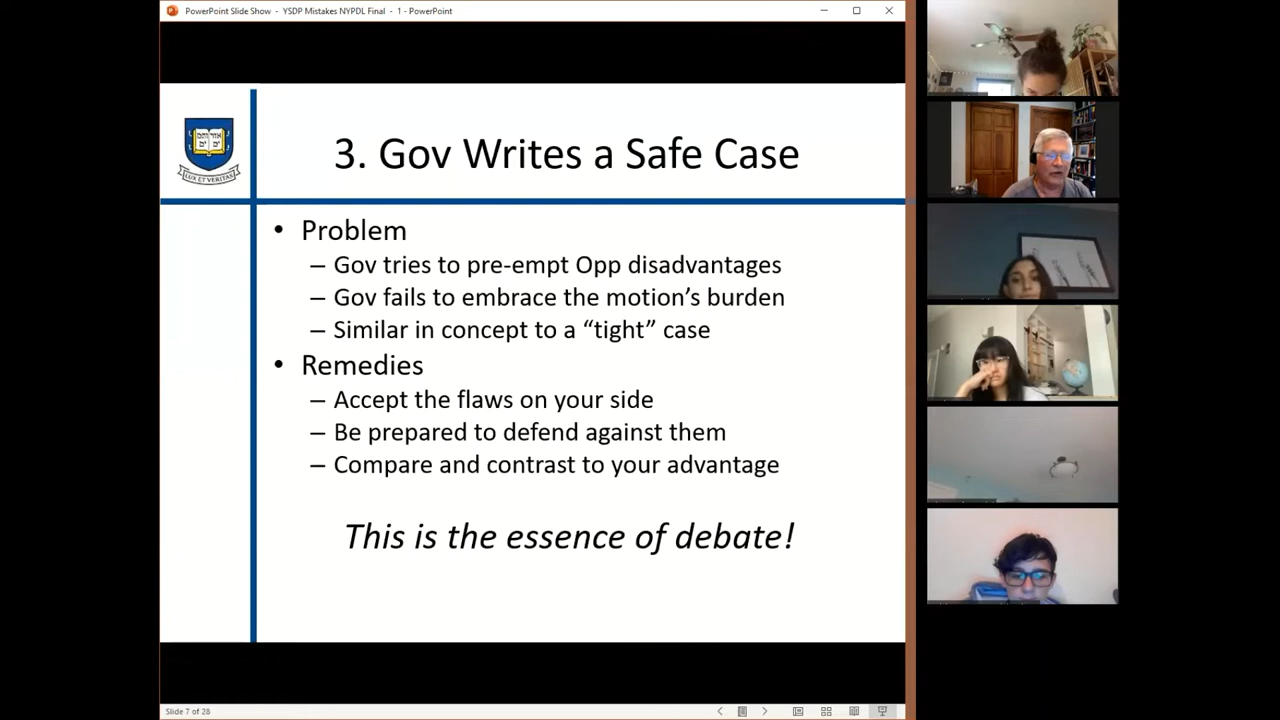 PowerPoint Slide Show - YSDP Mistakes NYPDL Final - 1 - PowerPoint
LUX ET VERITAS
3. Gov Writes a Safe Case
• Problem
– Gov tries to pre-empt Opp disadvantages
– Gov fails to embrace the motion's burden
– Similar in concept to a “tight” case
• Remedies
– Accept the flaws on your side
– Be prepared to defend against them
– Compare and contrast to your advantage
This is the essence of debate!
Slide 7 of 28